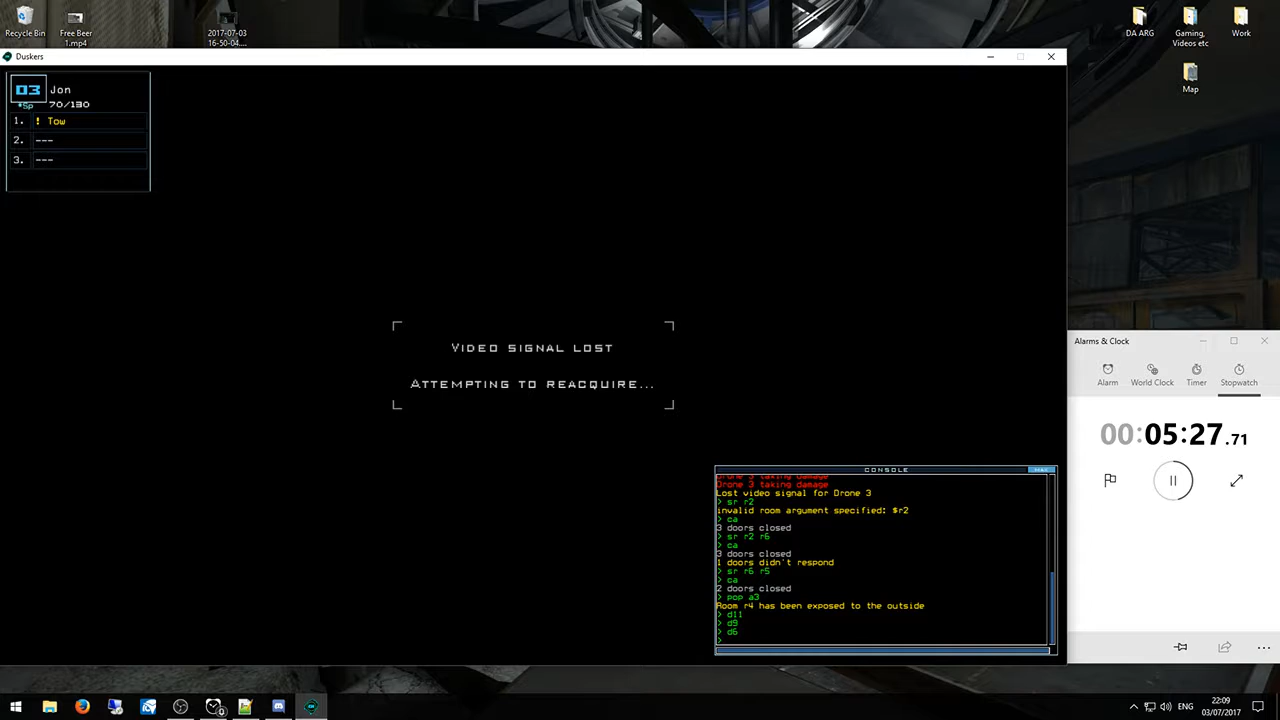 Recycle Bin
Free Beer
1.mp4
2017-07-03
16-50-04....
DA ARG
Gaming,
Videos etc
Work
Map
Duskers
03 Jon
70/130
1. ! Tow
2. ---
3. ---
VIDEO SIGNAL LOST
ATTEMPTING TO REACQUIRE...
CONSOLE
Drone 3 taking damage
Drone 3 taking damage
Lost video signal for Drone 3
> sr r2
invalid room argument specified: $r2
> ca
3 doors closed
> sr r2 r6
> ca
3 doors closed
1 doors didn't respond
> sr r6 r5
> ca
2 doors closed
> pop a3
Room r4 has been exposed to the outside
> d11
> d9
> d6
>
Alarms & Clock
Alarm
World Clock
Timer
Stopwatch
00:05:27.71
ENG
22:09
03/07/2017